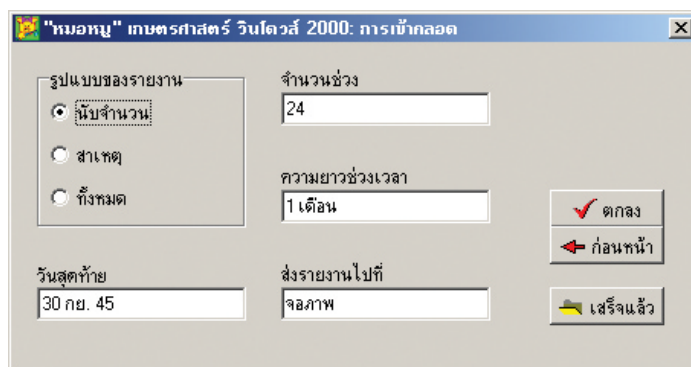 "หมอหมู" เกษตรศาสตร์ วินโดวส์ 2000: การเข้าคลอด
รูปแบบของรายงาน
นับจำนวน
สาเหตุ
ทั้งหมด
จำนวนช่วง
24
ความยาวช่วงเวลา
1 เดือน
วันสุดท้าย
30 กย. 45
ส่งรายงานไปที่
จอภาพ
ตกลง
ก่อนหน้า
เสร็จแล้ว